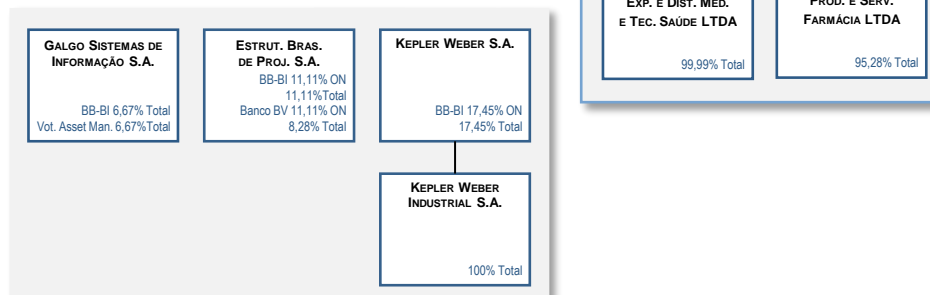 GALGO SISTEMAS DE
INFORMAÇÃO S.A.
BB-BI 6,67% Total
Vot. Asset Man. 6,67%Total
ESTRUT. BRAS.
DE PROJ. S.A.
BB-BI 11,11% ON
11,11%Total
Banco BV 11,11% ON
8,28% Total
KEPLER WEBER S.A.
BB-BI 17,45% ON
17,45% Total
KEPLER WEBER
INDUSTRIAL S.A.
100% Total
EXP. E DIST. MED.
E TEC. SAÚDE LTDA
99,99% Total
PROD. E SERV.
FARMÁCIA LTDA
95,28% Total